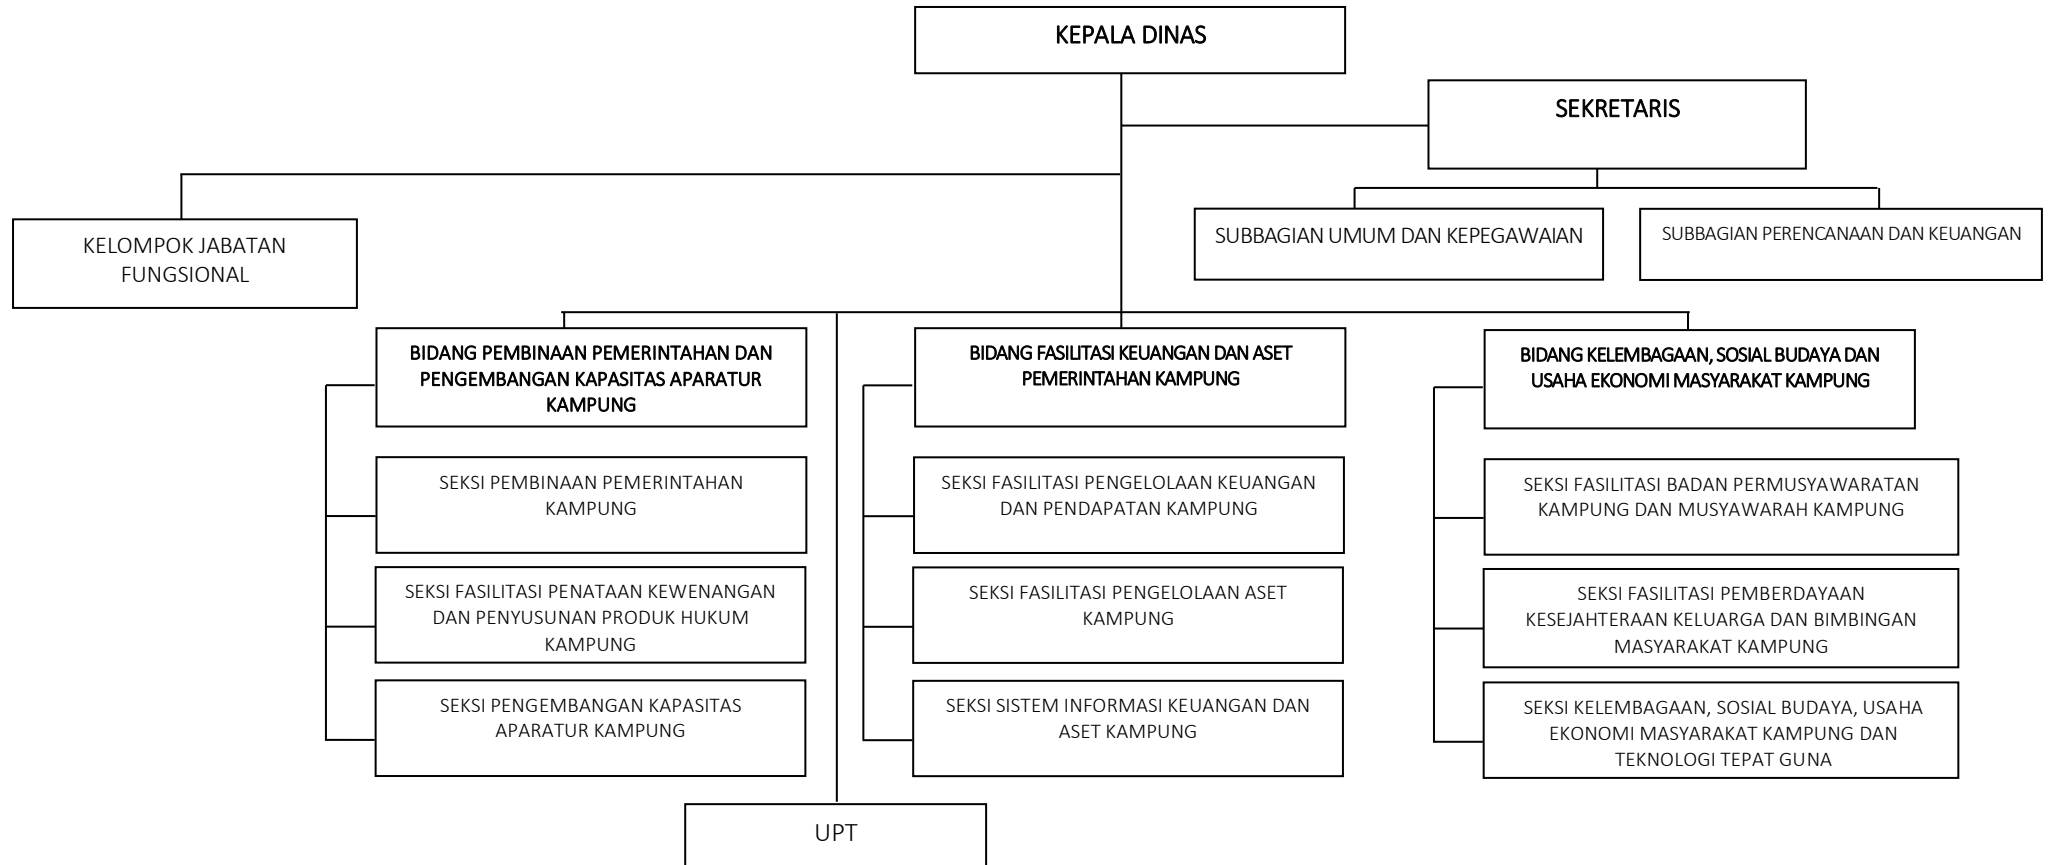 KEPALA DINAS
SEKRETARIS
KELOMPOK JABATAN
FUNGSIONAL
SUBBAGIAN UMUM DAN KEPEGAWAIAN
SUBBAGIAN PERENCANAAN DAN KEUANGAN
BIDANG PEMBINAAN PEMERINTAHAN DAN
PENGEMBANGAN KAPASITAS APARATUR
KAMPUNG
SEKSI PEMBINAAN PEMERINTAHAN
KAMPUNG
SEKSI FASILITASI PENATAAN KEWENANGAN
DAN PENYUSUNAN PRODUK HUKUM
KAMPUNG
SEKSI PENGEMBANGAN KAPASITAS
APARATUR KAMPUNG
BIDANG FASILITASI KEUANGAN DAN ASET
PEMERINTAHAN KAMPUNG
SEKSI FASILITASI PENGELOLAAN KEUANGAN
DAN PENDAPATAN KAMPUNG
SEKSI FASILITASI PENGELOLAAN ASET
KAMPUNG
SEKSI SISTEM INFORMASI KEUANGAN DAN
ASET KAMPUNG
BIDANG KELEMBAGAAN, SOSIAL BUDAYA DAN
USAHA EKONOMI MASYARAKAT KAMPUNG
SEKSI FASILITASI BADAN PERMUSYAWARATAN
KAMPUNG DAN MUSYAWARAH KAMPUNG
SEKSI FASILITASI PEMBERDAYAAN
KESEJAHTERAAN KELUARGA DAN BIMBINGAN
MASYARAKAT KAMPUNG
SEKSI KELEMBAGAAN, SOSIAL BUDAYA, USAHA
EKONOMI MASYARAKAT KAMPUNG DAN
TEKNOLOGI TEPAT GUNA
UPT